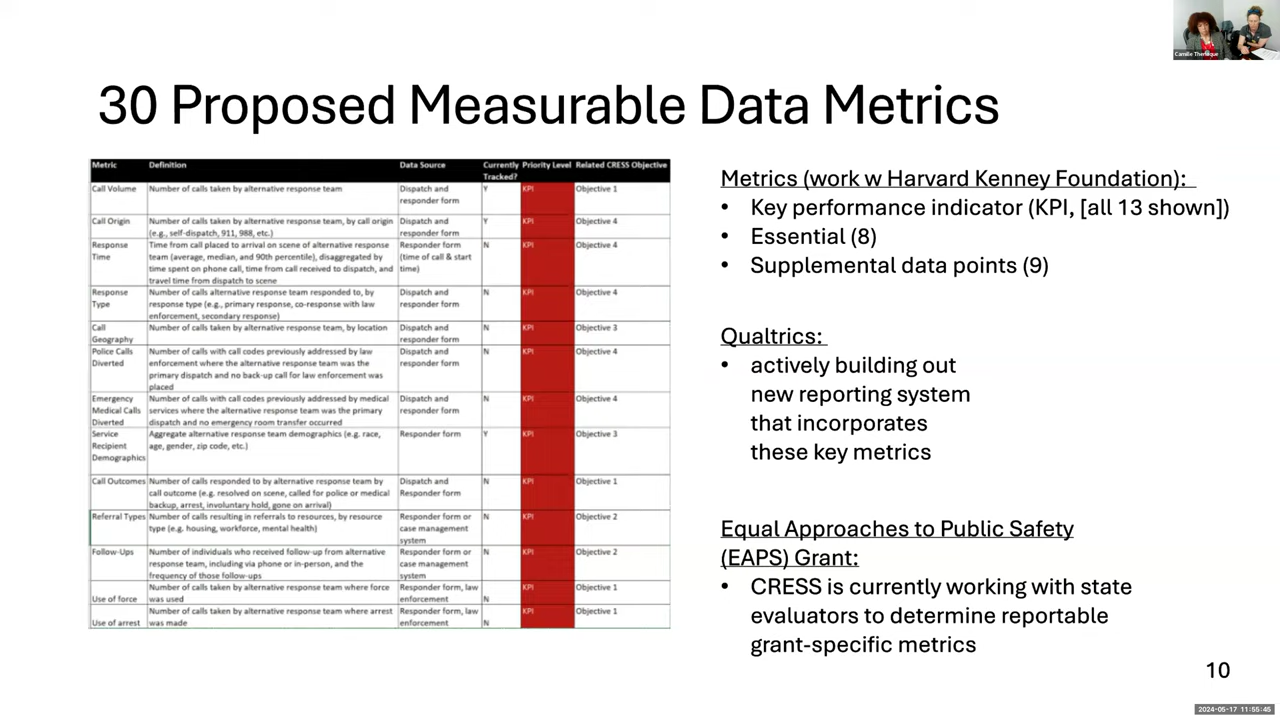 Camille Theriaque
30 Proposed Measurable Data Metrics
Metric Definition Data Source Currently Tracked? Priority Level Related CRESS Objective
Call Volume Number of calls taken by alternative response team Dispatch and responder form Y KPI Objective 1
Call Origin Number of calls taken by alternative response team, by call origin (e.g., self-dispatch, 911, 988, etc.) Dispatch and responder form Y KPI Objective 4
Response Time Time from call placed to arrival on scene of alternative response team (average, median, and 90th percentile), disaggregated by time spent on phone call, time from call received to dispatch, and travel time from dispatch to scene Responder form (time of call & start time) N KPI Objective 4
Response Type Number of calls alternative response team responded to, by response type (e.g., primary response, co-response with law enforcement, secondary response) Dispatch and responder form N KPI Objective 4
Call Geography Number of calls taken by alternative response team, by location Dispatch and responder form N KPI Objective 3
Police Calls Diverted Number of calls with call codes previously addressed by law enforcement where the alternative response team was the primary dispatch and no back-up call for law enforcement was placed Dispatch and responder form N KPI Objective 4
Emergency Medical Calls Diverted Number of calls with call codes previously addressed by medical services where the alternative response team was the primary dispatch and no emergency room transfer occurred Dispatch and responder form N KPI Objective 4
Service Recipient Demographics Aggregate alternative response team demographics (e.g. race, age, gender, zip code, etc.) Responder form Y KPI Objective 3
Call Outcomes Number of calls responded to by alternative response team by call outcome (e.g. resolved on scene, called for police or medical backup, arrest, involuntary hold, gone on arrival) Dispatch and Responder form N KPI Objective 1
Referral Types Number of calls resulting in referrals to resources, by resource type (e.g. housing, workforce, mental health) Responder form or case management system N KPI Objective 2
Follow-Ups Number of individuals who received follow-up from alternative response team, including via phone or in-person, and the frequency of those follow-ups Responder form or case management system N KPI Objective 2
Use of force Number of calls taken by alternative response team where force was used Responder form, law enforcement N KPI Objective 1
Use of arrest Number of calls taken by alternative response team where arrest was made Responder form, law enforcement N KPI Objective 1
Metrics (work w Harvard Kenney Foundation):
• Key performance indicator (KPI, [all 13 shown])
• Essential (8)
• Supplemental data points (9)
Qualtrics:
• actively building out
new reporting system
that incorporates
these key metrics
Equal Approaches to Public Safety
(EAPS) Grant:
• CRESS is currently working with state
evaluators to determine reportable
grant-specific metrics
10
2024-05-17 11:55:45